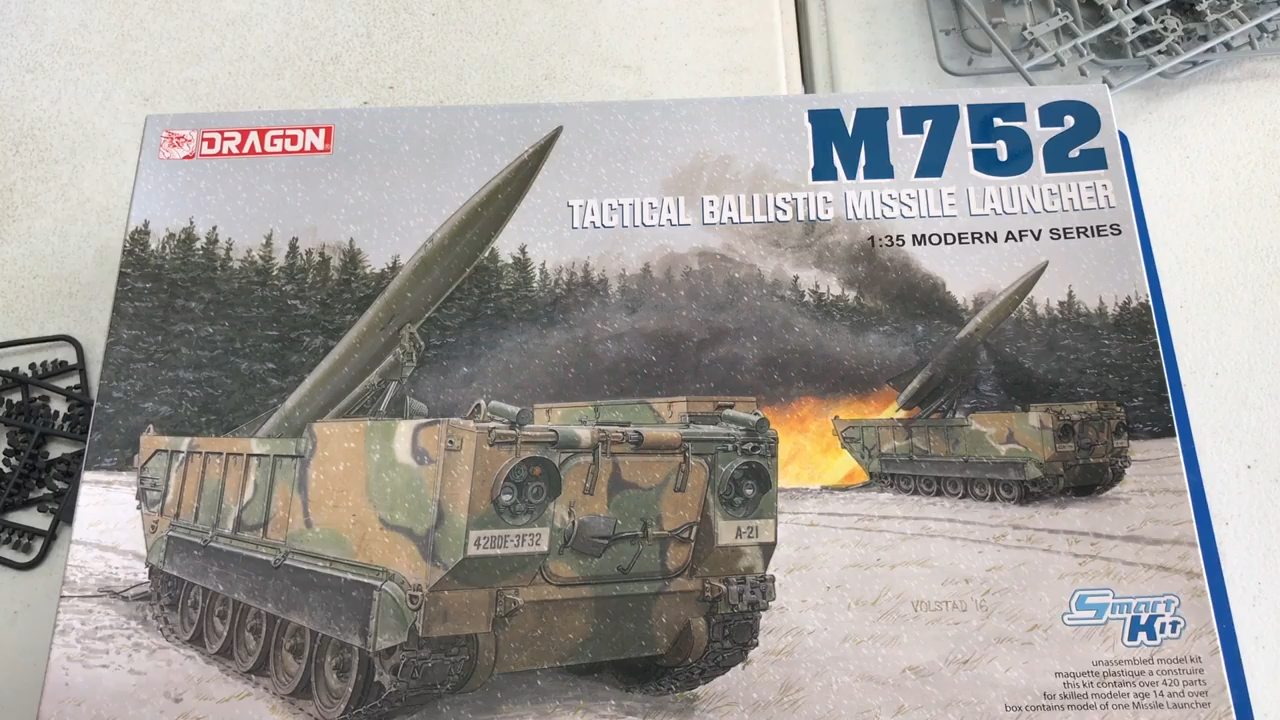 DRAGON
M752
TACTICAL BALLISTIC MISSILE LAUNCHER
1:35 MODERN AFV SERIES
42BDE-3F32
A-21
VOLSTAD '16
Smart
Kit
unassembled model kit
maquette plastique a construire
this kit contains over 420 parts
for skilled modeler age 14 and over
box contains model of one Missile Launcher